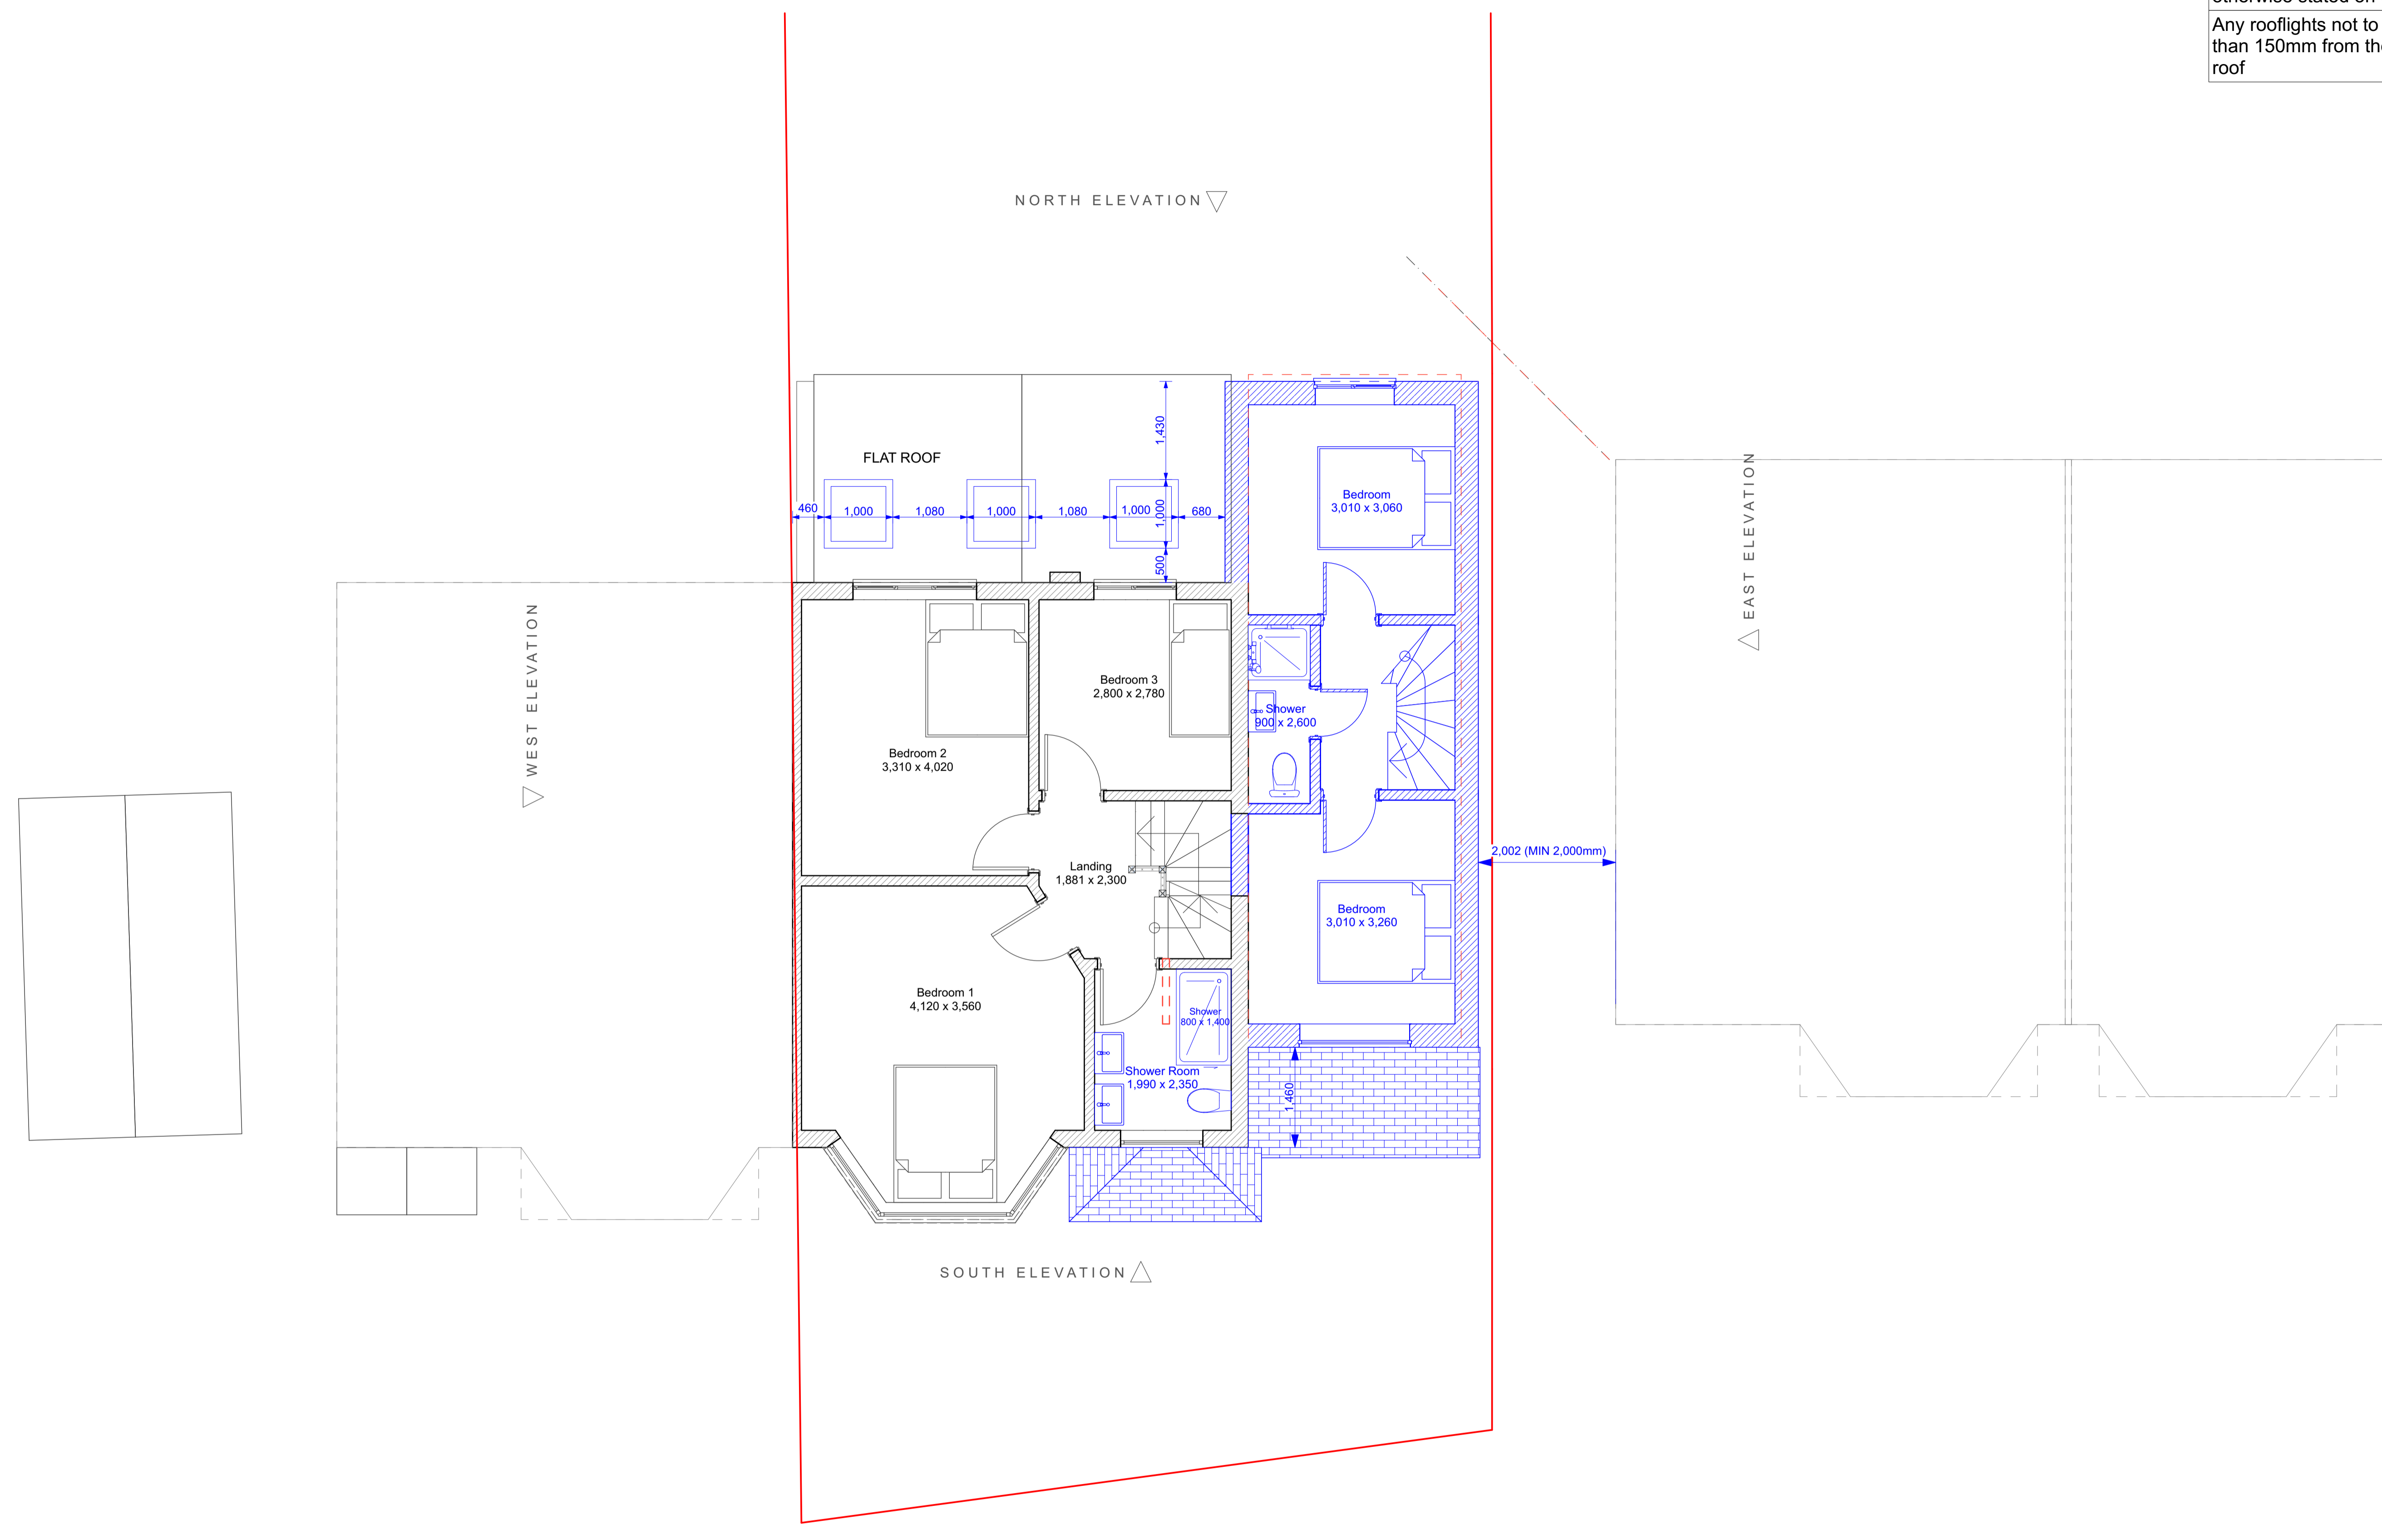 otherwise stated on
Any rooflights not to
than 150mm from the
roof
NORTH ELEVATION
FLAT ROOF
1,430
460
1,000
1,080
1,000
1,080
1,000
1,000
680
500
Bedroom
3,010 x 3,060
EAST ELEVATION
WEST ELEVATION
Bedroom 3
2,800 x 2,780
Shower
900 x 2,600
Bedroom 2
3,310 x 4,020
2,002 (MIN 2,000mm)
Landing
1,881 x 2,300
Bedroom
3,010 x 3,260
Bedroom 1
4,120 x 3,560
Shower
800 x 1,400
Shower Room
1,990 x 2,350
1,460
SOUTH ELEVATION